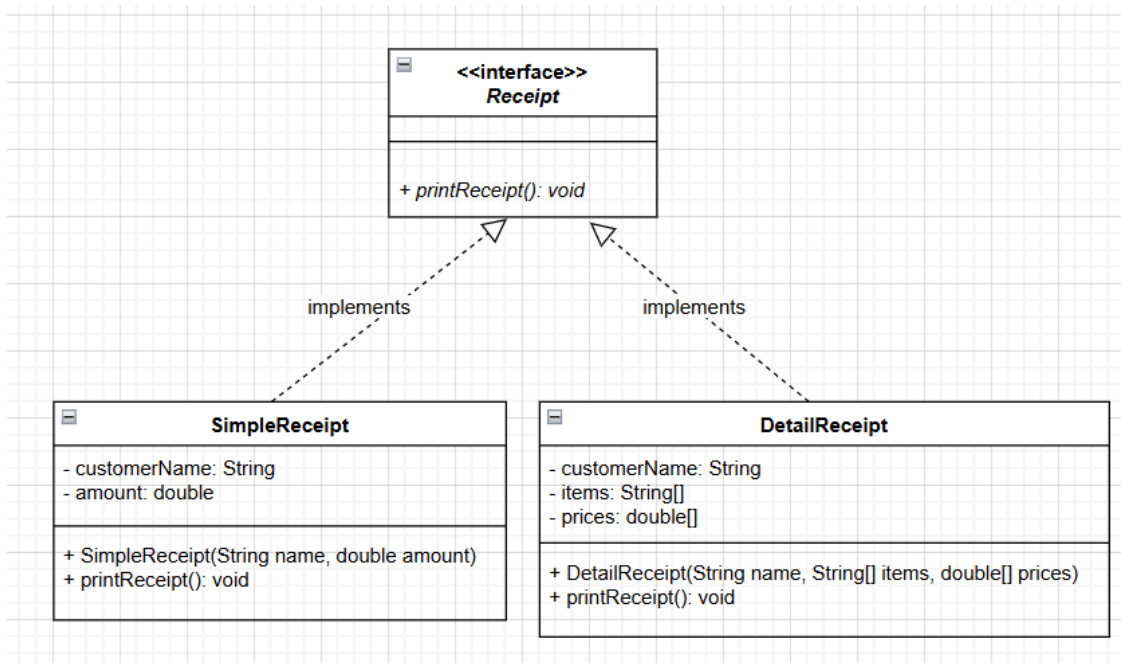 <<interface>>
Receipt
+ printReceipt(): void
implements
implements
SimpleReceipt
- customerName: String
- amount: double
+ SimpleReceipt(String name, double amount)
+ printReceipt(): void
DetailReceipt
- customerName: String
- items: String[]
- prices: double[]
+ DetailReceipt(String name, String[] items, double[] prices)
+ printReceipt(): void